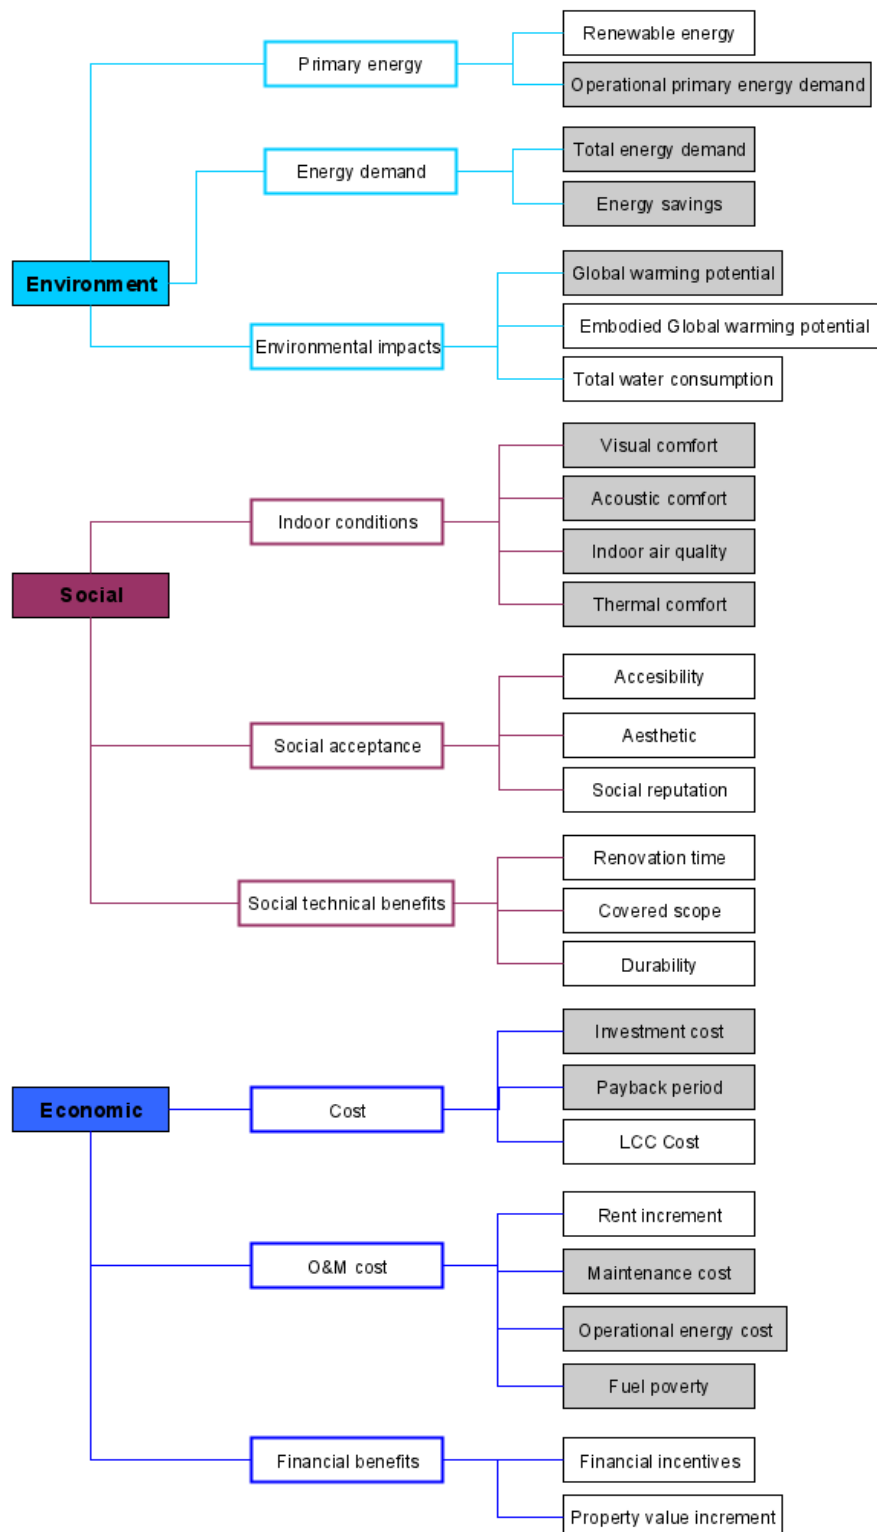 Renewable energy
Primary energy
Operational primary energy demand
Total energy demand
Energy demand
Energy savings
Environment
Global warming potential
Embodied Global warming potential
Environmental impacts
Total water consumption
Visual comfort
Acoustic comfort
Indoor conditions
Indoor air quality
Social
Thermal comfort
Accesibility
Aesthetic
Social acceptance
Social reputation
Renovation time
Social technical benefits
Covered scope
Durability
Investment cost
Payback period
Economic
Cost
LCC Cost
Rent increment
O&M cost
Maintenance cost
Operational energy cost
Fuel poverty
Financial benefits
Financial incentives
Property value increment